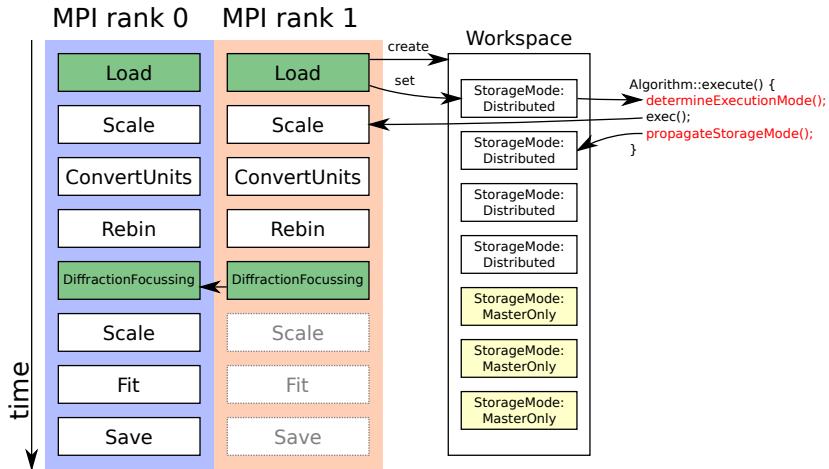 MPI rank 0
MPI rank 1
Workspace
create
set
Load
Load
StorageMode:
Distributed
Algorithm::execute() {
determineExecutionMode();
exec();
propagateStorageMode();
}
Scale
Scale
StorageMode:
Distributed
ConvertUnits
ConvertUnits
StorageMode:
Distributed
Rebin
Rebin
StorageMode:
Distributed
DiffractionFocussing
DiffractionFocussing
StorageMode:
MasterOnly
Scale
Scale
StorageMode:
MasterOnly
Fit
Fit
StorageMode:
MasterOnly
Save
Save
time